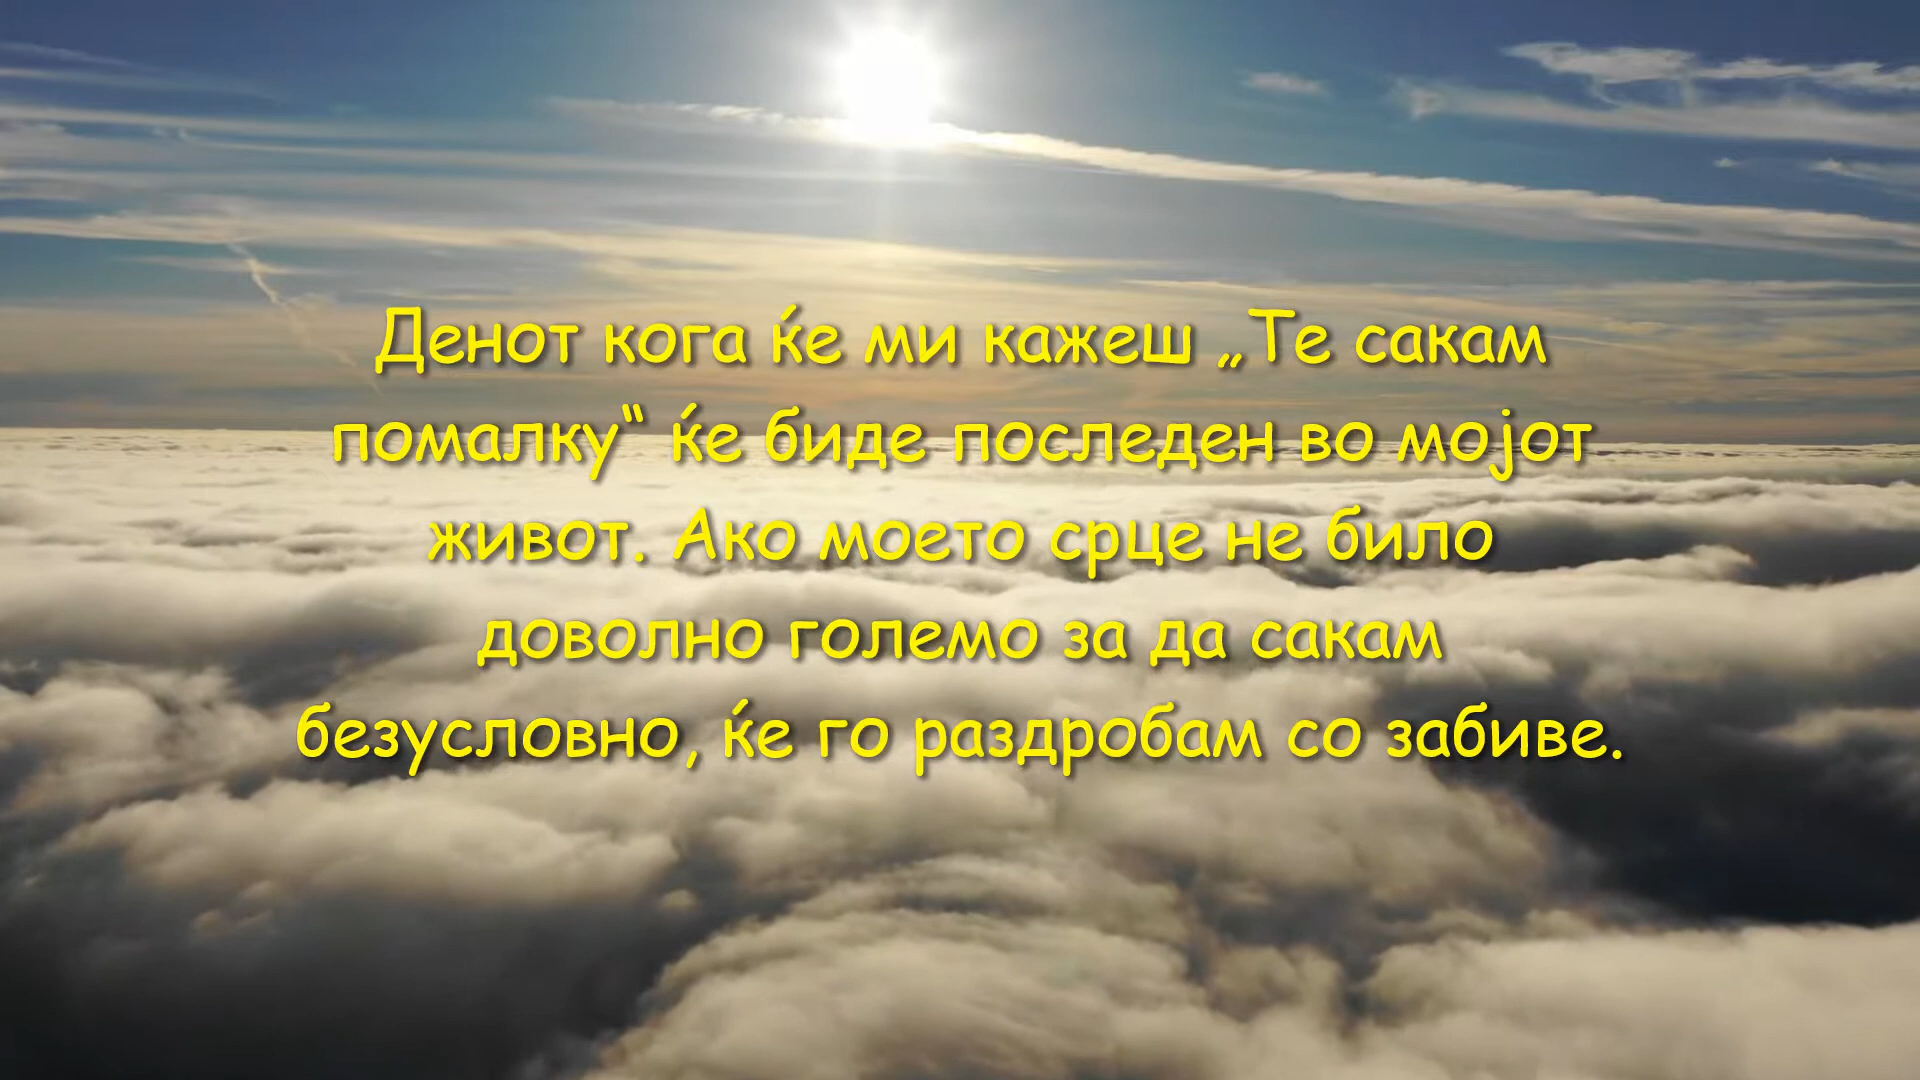 Денот кога ќе ми кажеш „Те сакам
помалку“ ќе биде последен во мојот
живот. Ако моето срце не било
доволно големо за да сакам
безусловно, ќе го раздробам со забиве.